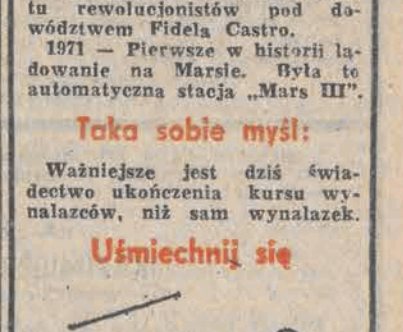 tu rewolucjonistów pod do-
wództwem Fidela Castro.
1971 — Pierwsze w historii lą-
dowanie na Marsie. Była to
automatyczna stacja „Mars III”.
Taka sobie myśl:
Ważniejsze jest dziś świa-
dectwo ukończenia kursu wy-
nalazców, niż sam wynalazek.
Uśmiechnij się